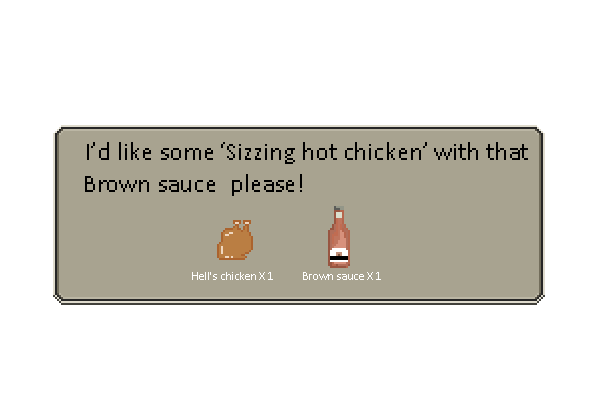 I'd like some 'Sizzing hot chicken' with that
Brown sauce please!
Hell's chicken X 1 Brown sauce X 1